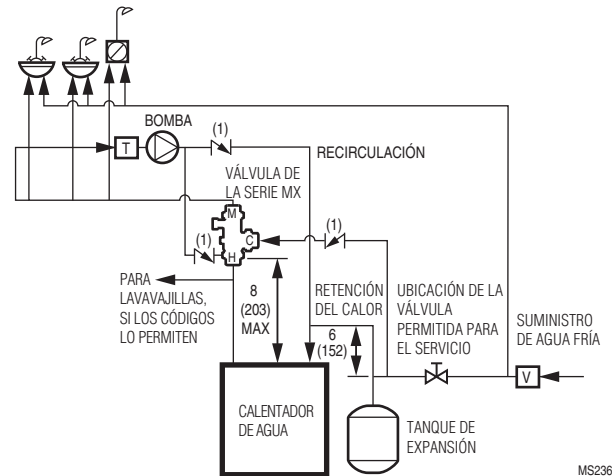 BOMBA
(1)
T
RECIRCULACIÓN
VÁLVULA DE
LA SERIE MX
M
(1)
C
(1)
H
PARA
LAVAVAJILLAS,
SI LOS CÓDIGOS
LO PERMITEN
8
(203)
MAX
RETENCIÓN
DEL CALOR
6
(152)
UBICACIÓN DE LA
VÁLVULA
PERMITIDA PARA
EL SERVICIO
SUMINISTRO
DE AGUA FRÍA
V
CALENTADOR
DE AGUA
TANQUE DE
EXPANSIÓN
MS236